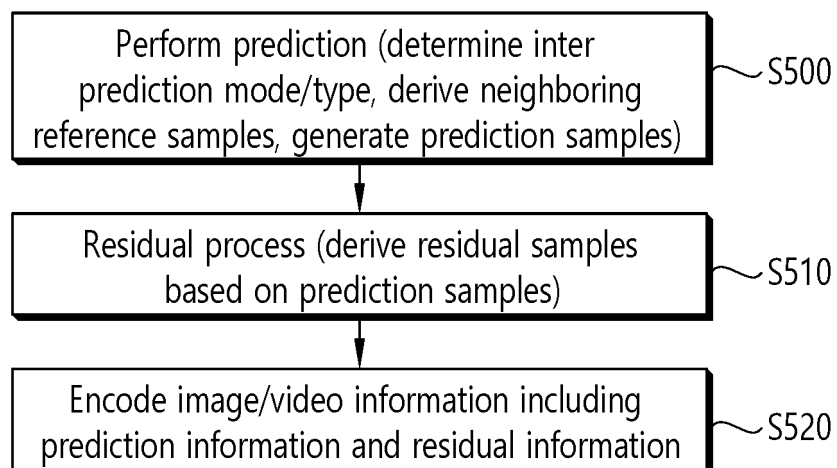 Perform prediction (determine inter
prediction mode/type, derive neighboring
reference samples, generate prediction samples)
S500
Residual process (derive residual samples
based on prediction samples)
S510
Encode image/video information including
prediction information and residual information
S520